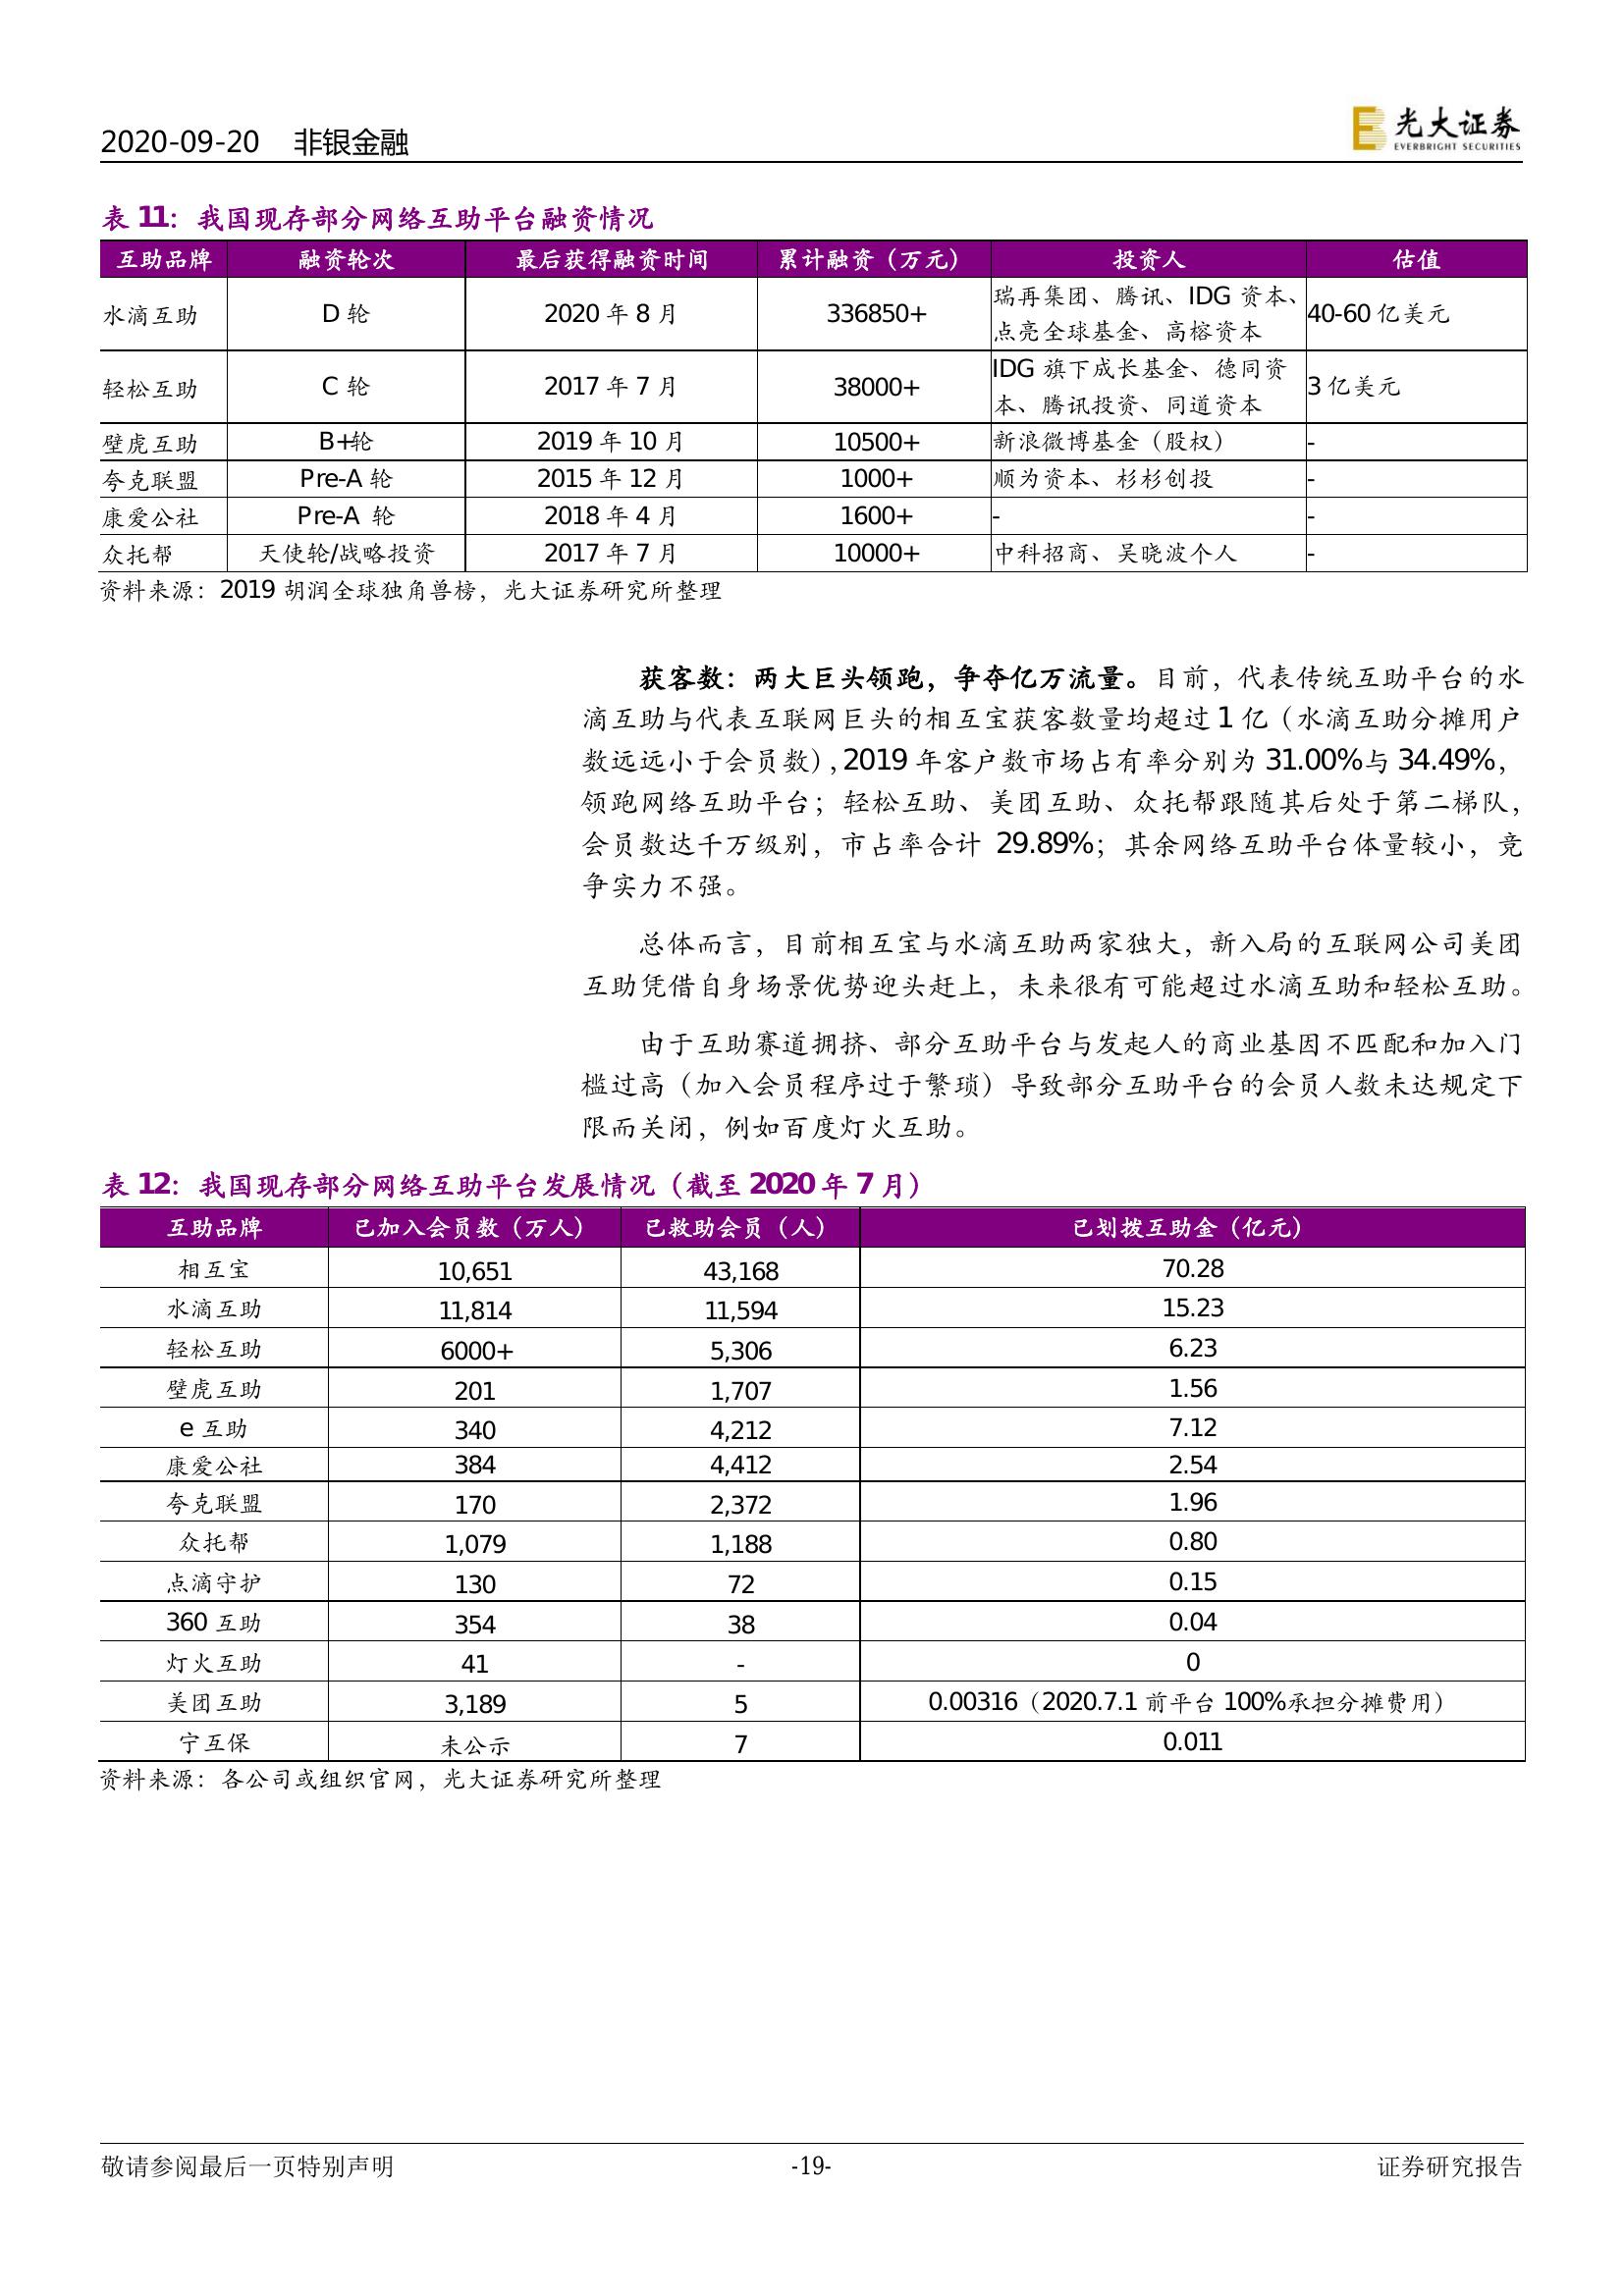 2020-09-20 非银金融
光大证券
EVERBRIGHT SECURITIES
表 11：我国现存部分网络互助平台融资情况
互助品牌 融资轮次 最后获得融资时间 累计融资（万元） 投资人 估值
水滴互助 D 轮 2020 年 8 月 336850+ 瑞再集团、腾讯、IDG 资本、
点亮全球基金、高榕资本 40-60 亿美元
轻松互助 C 轮 2017 年 7 月 38000+ IDG 旗下成长基金、德同资
本、腾讯投资、同道资本 3 亿美元
壁虎互助 B+轮 2019 年 10 月 10500+ 新浪微博基金（股权） -
夸克联盟 Pre-A 轮 2015 年 12 月 1000+ 顺为资本、杉杉创投 -
康爱公社 Pre-A 轮 2018 年 4 月 1600+ - -
众托帮 天使轮/战略投资 2017 年 7 月 10000+ 中科招商、吴晓波个人 -
资料来源：2019 胡润全球独角兽榜，光大证券研究所整理
获客数：两大巨头领跑，争夺亿万流量。目前，代表传统互助平台的水
滴互助与代表互联网巨头的相互宝获客数量均超过 1 亿（水滴互助分摊用户
数远远小于会员数），2019 年客户数市场占有率分别为 31.00%与 34.49%，
领跑网络互助平台；轻松互助、美团互助、众托帮跟随其后处于第二梯队，
会员数达千万级别，市占率合计 29.89%；其余网络互助平台体量较小，竞
争实力不强。
总体而言，目前相互宝与水滴互助两家独大，新入局的互联网公司美团
互助凭借自身场景优势迎头赶上，未来很有可能超过水滴互助和轻松互助。
由于互助赛道拥挤、部分互助平台与发起人的商业基因不匹配和加入门
槛过高（加入会员程序过于繁琐）导致部分互助平台的会员人数未达规定下
限而关闭，例如百度灯火互助。
表 12：我国现存部分网络互助平台发展情况（截至 2020 年 7 月）
互助品牌 已加入会员数（万人） 已救助会员（人） 已划拨互助金（亿元）
相互宝 10,651 43,168 70.28
水滴互助 11,814 11,594 15.23
轻松互助 6000+ 5,306 6.23
壁虎互助 201 1,707 1.56
e 互助 340 4,212 7.12
康爱公社 384 4,412 2.54
夸克联盟 170 2,372 1.96
众托帮 1,079 1,188 0.80
点滴守护 130 72 0.15
360 互助 354 38 0.04
灯火互助 41 - 0
美团互助 3,189 5 0.00316（2020.7.1 前平台 100%承担分摊费用）
宁互保 未公示 7 0.011
资料来源：各公司或组织官网，光大证券研究所整理
敬请参阅最后一页特别声明 -19- 证券研究报告